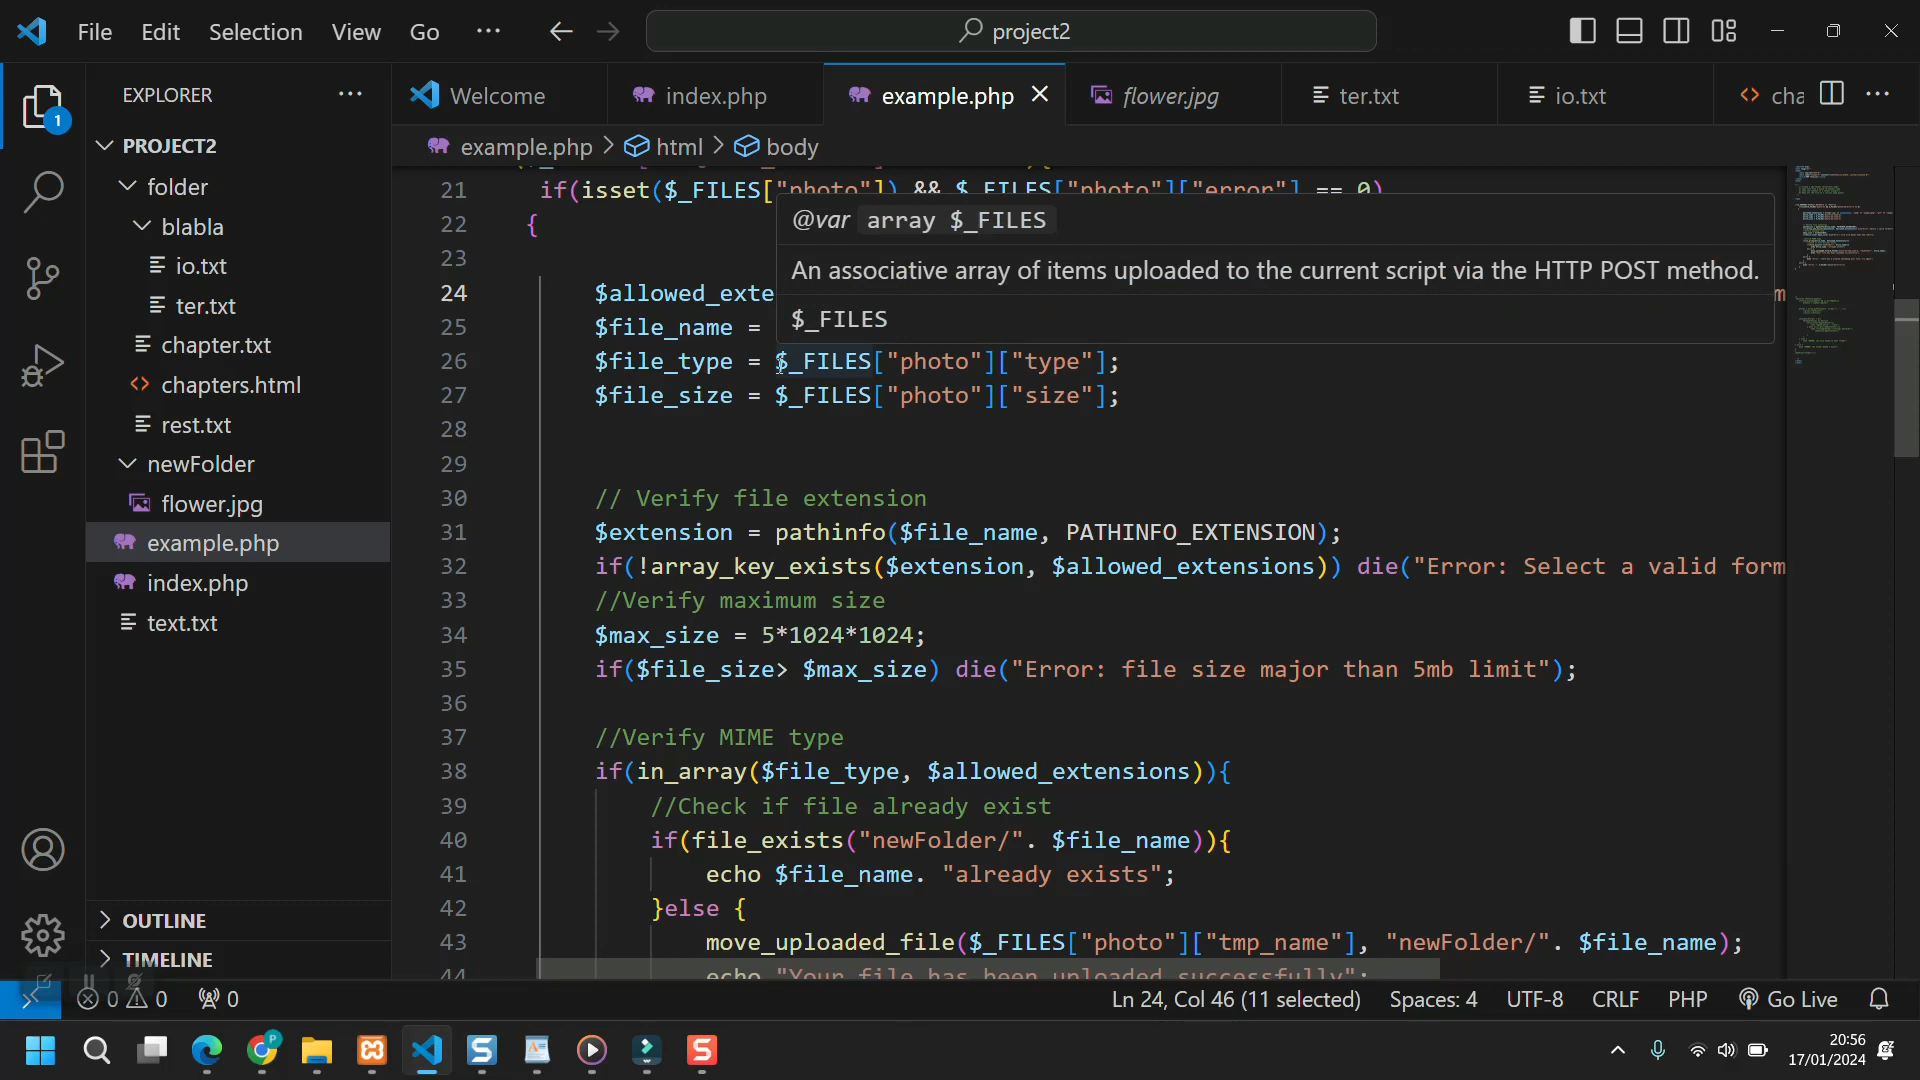 File Edit Selection View Go ··· project2
EXPLORER ···
PROJECT2
folder
blabla
io.txt
ter.txt
chapter.txt
chapters.html
rest.txt
newFolder
flower.jpg
example.php
index.php
text.txt
OUTLINE
TIMELINE
1
Welcome index.php example.php flower.jpg ter.txt io.txt cha ···
example.php > html > body
21 if(isset($_FILES["photo"]) && $_FILES["photo"]["error"] == 0)
22 {
23
24 $allowed_exte
25 $file_name =
26 $file_type = $_FILES["photo"]["type"];
27 $file_size = $_FILES["photo"]["size"];
28
29
30 // Verify file extension
31 $extension = pathinfo($file_name, PATHINFO_EXTENSION);
32 if(!array_key_exists($extension, $allowed_extensions)) die("Error: Select a valid form
33 //Verify maximum size
34 $max_size = 5*1024*1024;
35 if($file_size> $max_size) die("Error: file size major than 5mb limit");
36
37 //Verify MIME type
38 if(in_array($file_type, $allowed_extensions)){
39 //Check if file already exist
40 if(file_exists("newFolder/". $file_name)){
41 echo $file_name. "already exists";
42 }else {
43 move_uploaded_file($_FILES["photo"]["tmp_name"], "newFolder/". $file_name);
44 echo "Your file has been uploaded successfully";
@var array $_FILES
An associative array of items uploaded to the current script via the HTTP POST method.
$_FILES
0 0 0 Ln 24, Col 46 (11 selected) Spaces: 4 UTF-8 CRLF PHP Go Live
20:56
17/01/2024